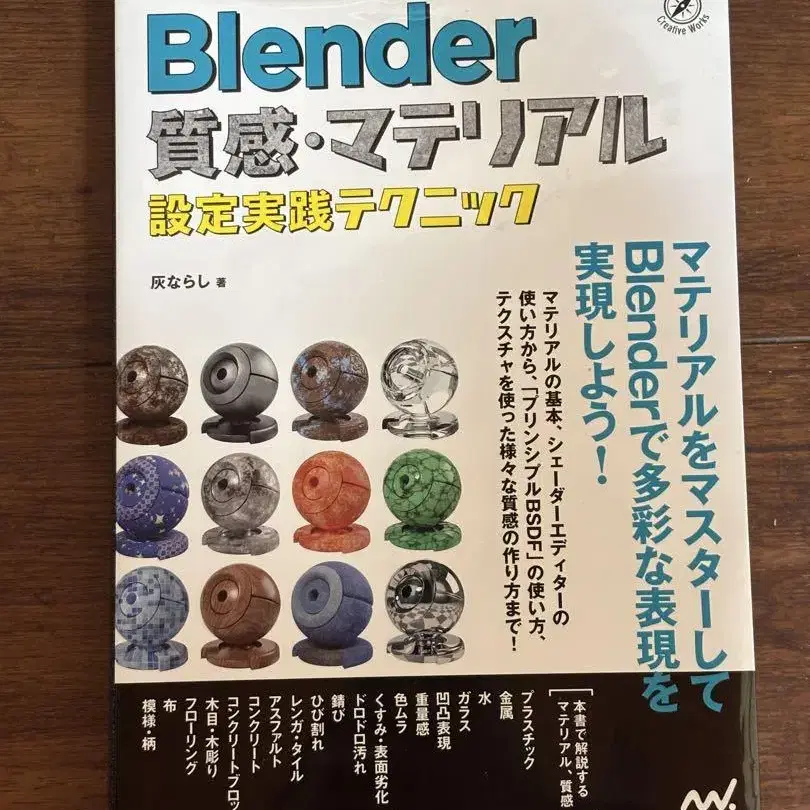 Creative Works
Blender
質感・マテリアル
設定実践テクニック
灰ならし 著
マテリアルをマスターして
Blenderで多彩な表現を
実現しよう！
マテリアルの基本、シェーダーエディターの
使い方から、「プリンシプルBSDF」の使い方、
テクスチャを使った様々な質感の作り方まで！
本書で解説する
マテリアル、質感
プラスチック
金属
水
ガラス
凹凸表現
重量感
色ムラ
くすみ・表面劣化
ドロドロ汚れ
錆び
ひび割れ
レンガ・タイル
アスファルト
コンクリート
コンクリートブロッ
木目・木彫り
フローリング
布
模様・柄